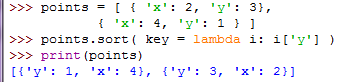 >>> points = [ { 'x': 2, 'y': 3},
{ 'x': 4, 'y': 1 } ]
>>> points.sort( key = lambda i: i['y'] )
>>> print(points)
[{'y': 1, 'x': 4}, {'y': 3, 'x': 2}]